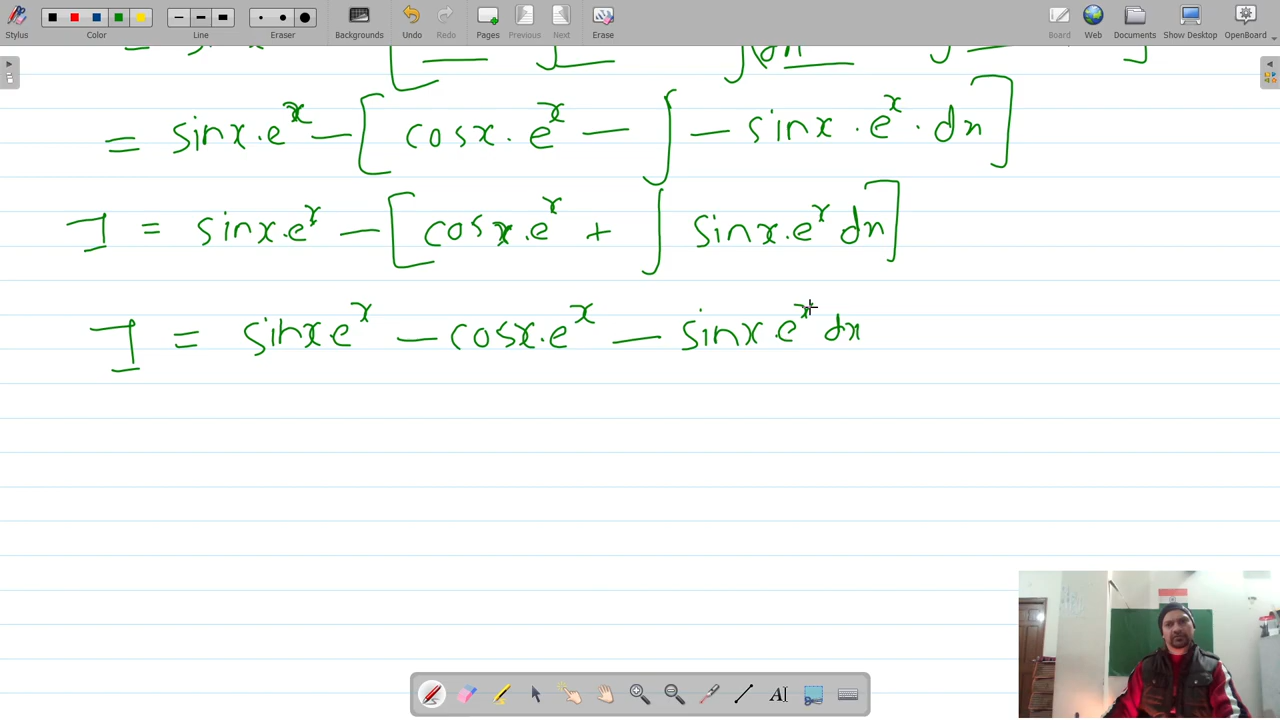 Stylus Color Line Eraser Backgrounds Undo Redo Pages Previous Next Erase Board Web Documents Show Desktop OpenBoard
= sinx·e^x − [cosx·e^x − ∫ − sinx·e^x·dx]
I = sinx·e^x − [cosx·e^x + ∫ sinx·e^x dx]
I = sinx e^x − cosx·e^x − sinx·e^x dx